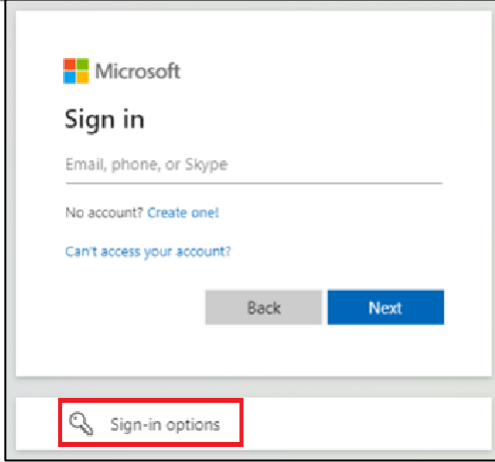 Microsoft
Sign in
Email, phone, or Skype
No account? Create one!
Can't access your account?
Back
Next
Sign-in options